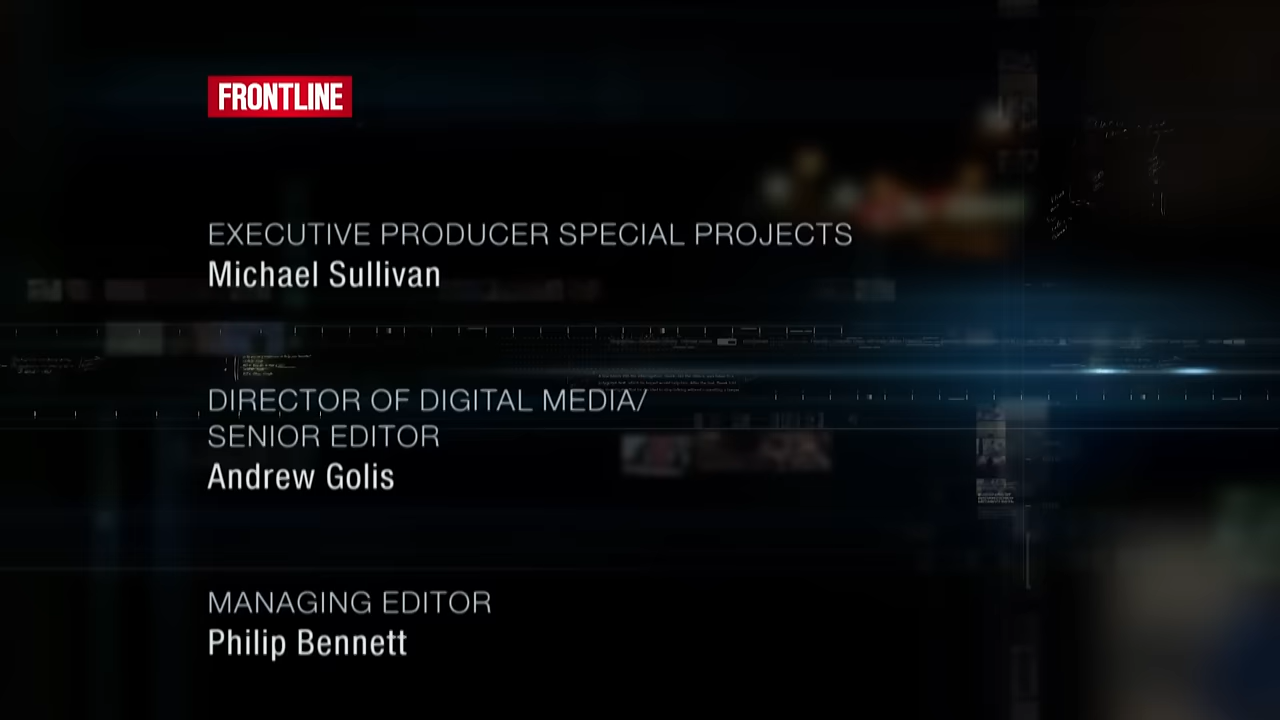 FRONTLINE
EXECUTIVE PRODUCER SPECIAL PROJECTS
Michael Sullivan
DIRECTOR OF DIGITAL MEDIA/
SENIOR EDITOR
Andrew Golis
MANAGING EDITOR
Philip Bennett